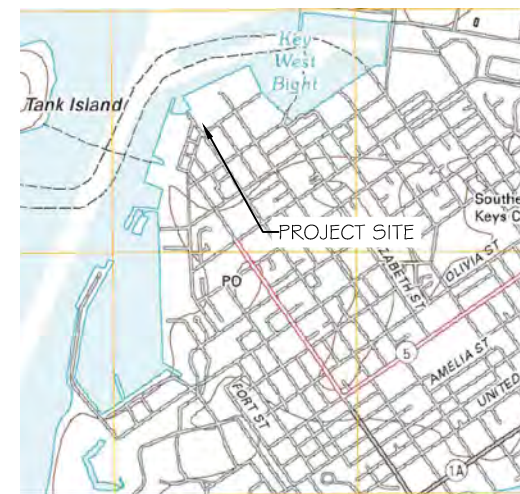 Key
West
Bight
Tank Island
PROJECT SITE
Southe
Keys C
PO
ZABETH ST
OLIVIA ST
5
AMELIA ST
FORT ST
UNITED
1A